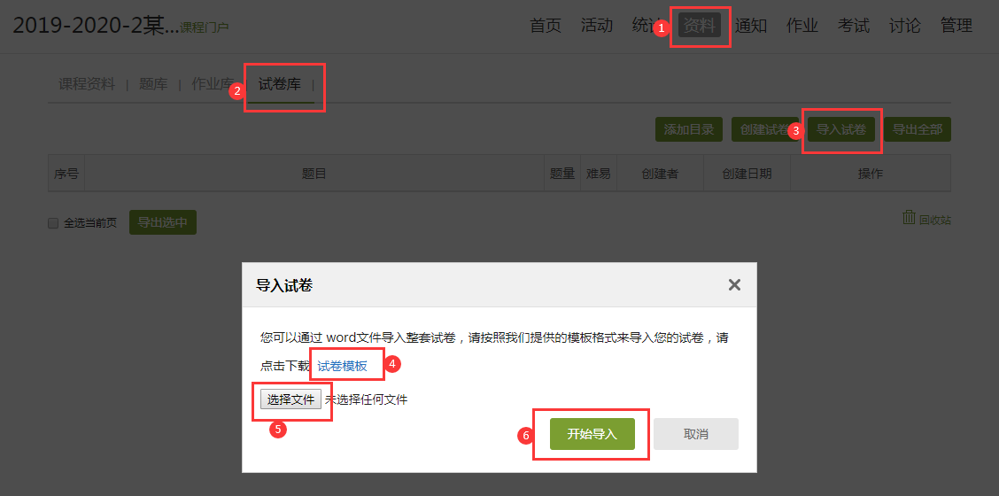 2019-2020-2某...课程门户 首页 活动 统计 1 资料 通知 作业 考试 讨论 管理
课程资料 | 题库 | 作业库 | 2 试卷库 |
添加目录 创建试卷 3 导入试卷 导出全部
序号 题目 题量 难易 创建者 创建日期 操作
全选当前页 导出选中 回收站
导入试卷
您可以通过 word文件导入整套试卷，请按照我们提供的模板格式来导入您的试卷，请
点击下载 试卷模板 4
选择文件 未选择任何文件
5
6 开始导入 取消